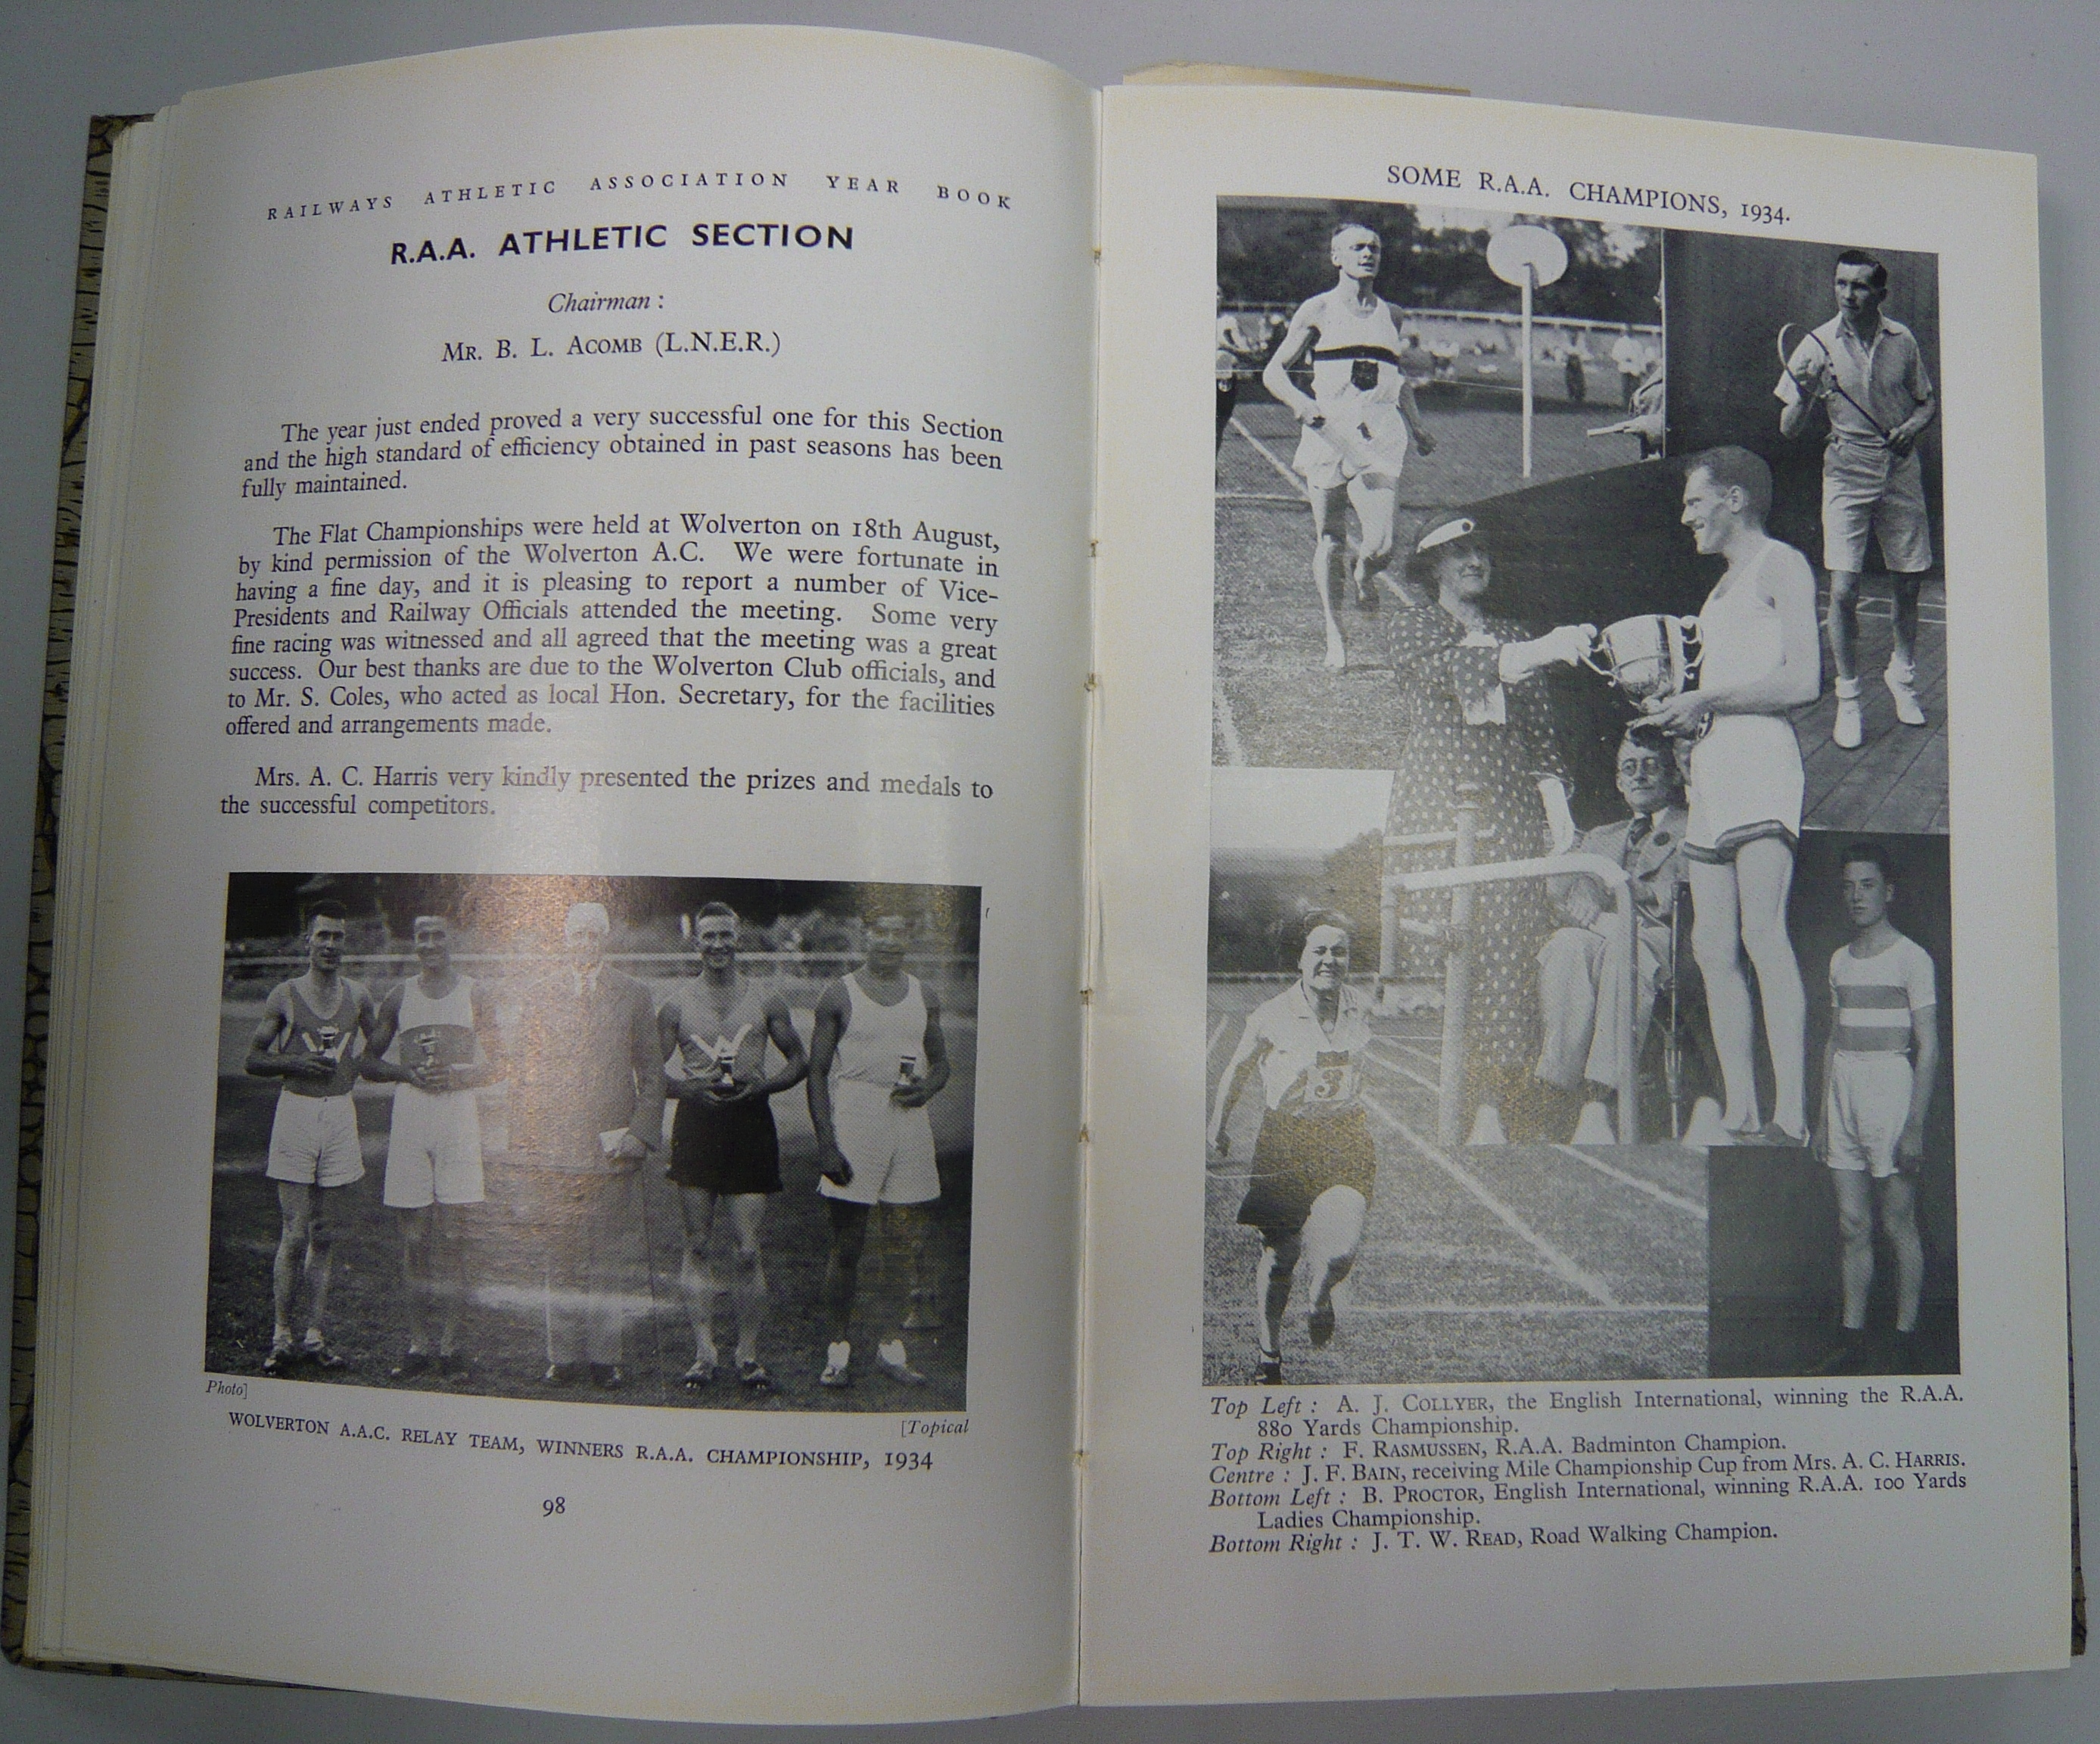 RAILWAYS ATHLETIC ASSOCIATION YEAR BOOK
R.A.A. ATHLETIC SECTION
Chairman :
MR. B. L. ACOMB (L.N.E.R.)
The year just ended proved a very successful one for this Section
and the high standard of efficiency obtained in past seasons has been
fully maintained.
The Flat Championships were held at Wolverton on 18th August,
by kind permission of the Wolverton A.C. We were fortunate in
having a fine day, and it is pleasing to report a number of Vice-
Presidents and Railway Officials attended the meeting. Some very
fine racing was witnessed and all agreed that the meeting was a great
success. Our best thanks are due to the Wolverton Club officials, and
to Mr. S. Coles, who acted as local Hon. Secretary, for the facilities
offered and arrangements made.
Mrs. A. C. Harris very kindly presented the prizes and medals to
the successful competitors.
W
W
Photo]
[Topical
WOLVERTON A.A.C. RELAY TEAM, WINNERS R.A.A. CHAMPIONSHIP, 1934
98
SOME R.A.A. CHAMPIONS, 1934.
1
3
Top Left : A. J. COLLYER, the English International, winning the R.A.A.
880 Yards Championship.
Top Right : F. RASMUSSEN, R.A.A. Badminton Champion.
Centre : J. F. BAIN, receiving Mile Championship Cup from Mrs. A. C. HARRIS.
Bottom Left : B. PROCTOR, English International, winning R.A.A. 100 Yards
Ladies Championship.
Bottom Right : J. T. W. READ, Road Walking Champion.